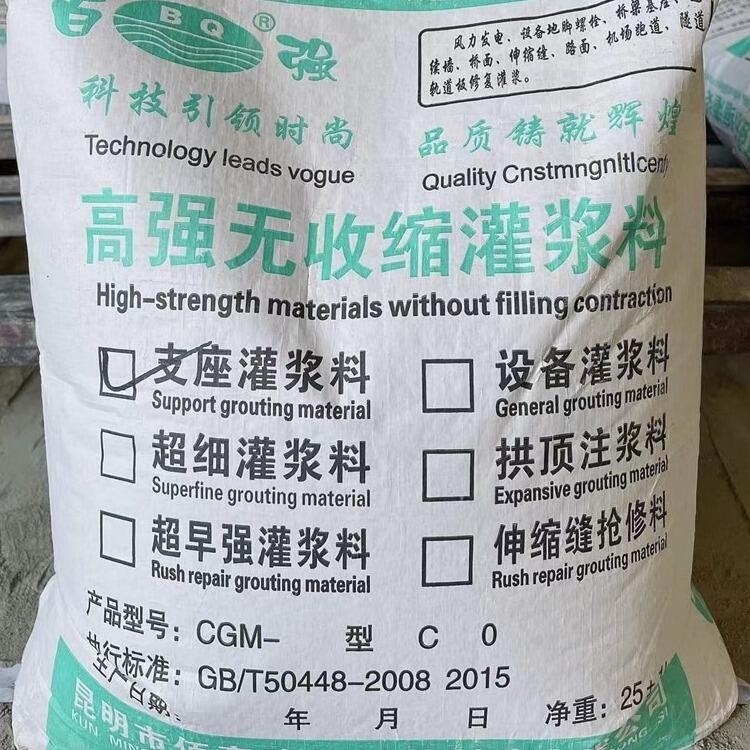 百 BQ ® 强
风力发电、设备地脚螺栓、桥梁基座、
续墙、桥面、伸缩缝、路面、机场跑道、隧道
轨道板修复灌浆。
科技引领时尚
Technology leads vogue
品质铸就辉煌
Quality Cnstmngnltlcently
高强无收缩灌浆料
High-strength materials without filling contraction
支座灌浆料
Support grouting material
设备灌浆料
General grouting material
超细灌浆料
Superfine grouting material
拱顶注浆料
Expansive grouting material
超早强灌浆料
Rush repair grouting material
伸缩缝抢修料
Rush repair grouting material
产品型号: CGM- 型 C 0
执行标准: GB/T50448-2008 2015
年 月 日
净重: 25±
昆明市
KUN MING